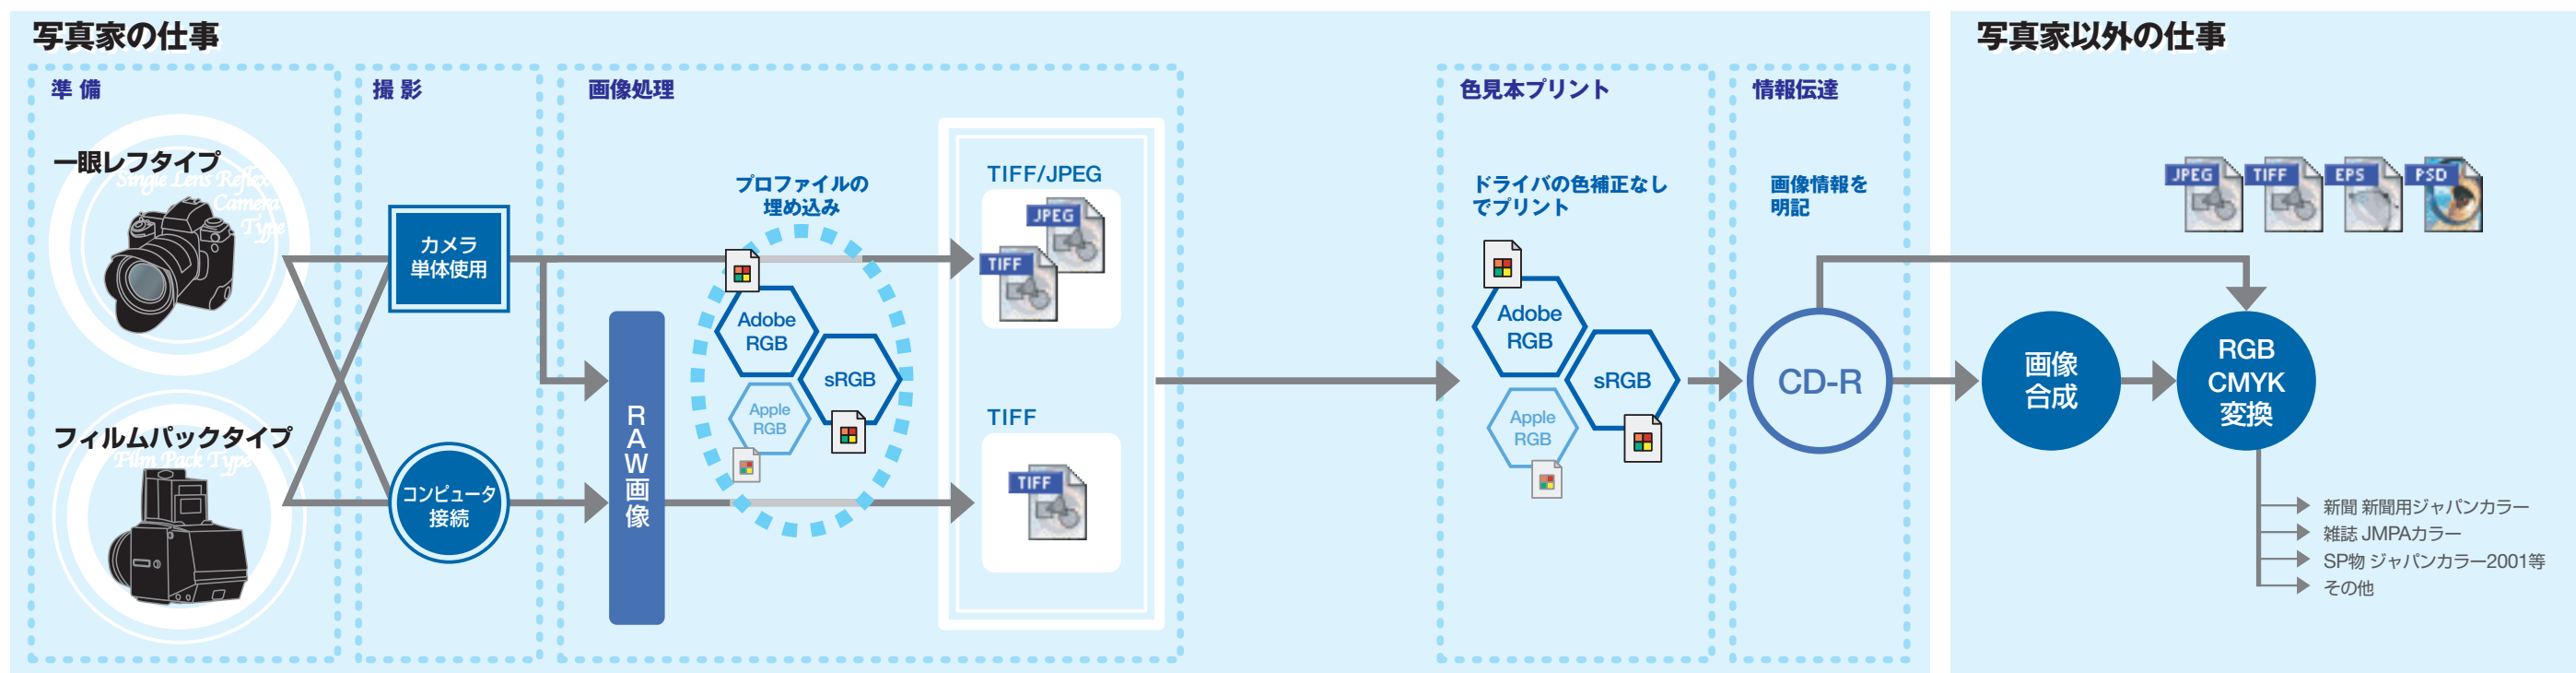 写真家の仕事
準 備
一眼レフタイプ
Single Lens Reflex
Camera
Type
フィルムパックタイプ
Film Pack Type
撮 影
カメラ
単体使用
コンピュータ
接続
画像処理
RAW画像
プロファイルの
埋め込み
Adobe
RGB
sRGB
Apple
RGB
TIFF/JPEG
JPEG
TIFF
TIFF
TIFF
色見本プリント
ドライバの色補正なし
でプリント
Adobe
RGB
sRGB
Apple
RGB
情報伝達
画像情報を
明記
CD-R
写真家以外の仕事
JPEG
TIFF
EPS
PSD
画像
合成
RGB
CMYK
変換
新聞 新聞用ジャパンカラー
雑誌 JMPAカラー
SP物 ジャパンカラー2001等
その他